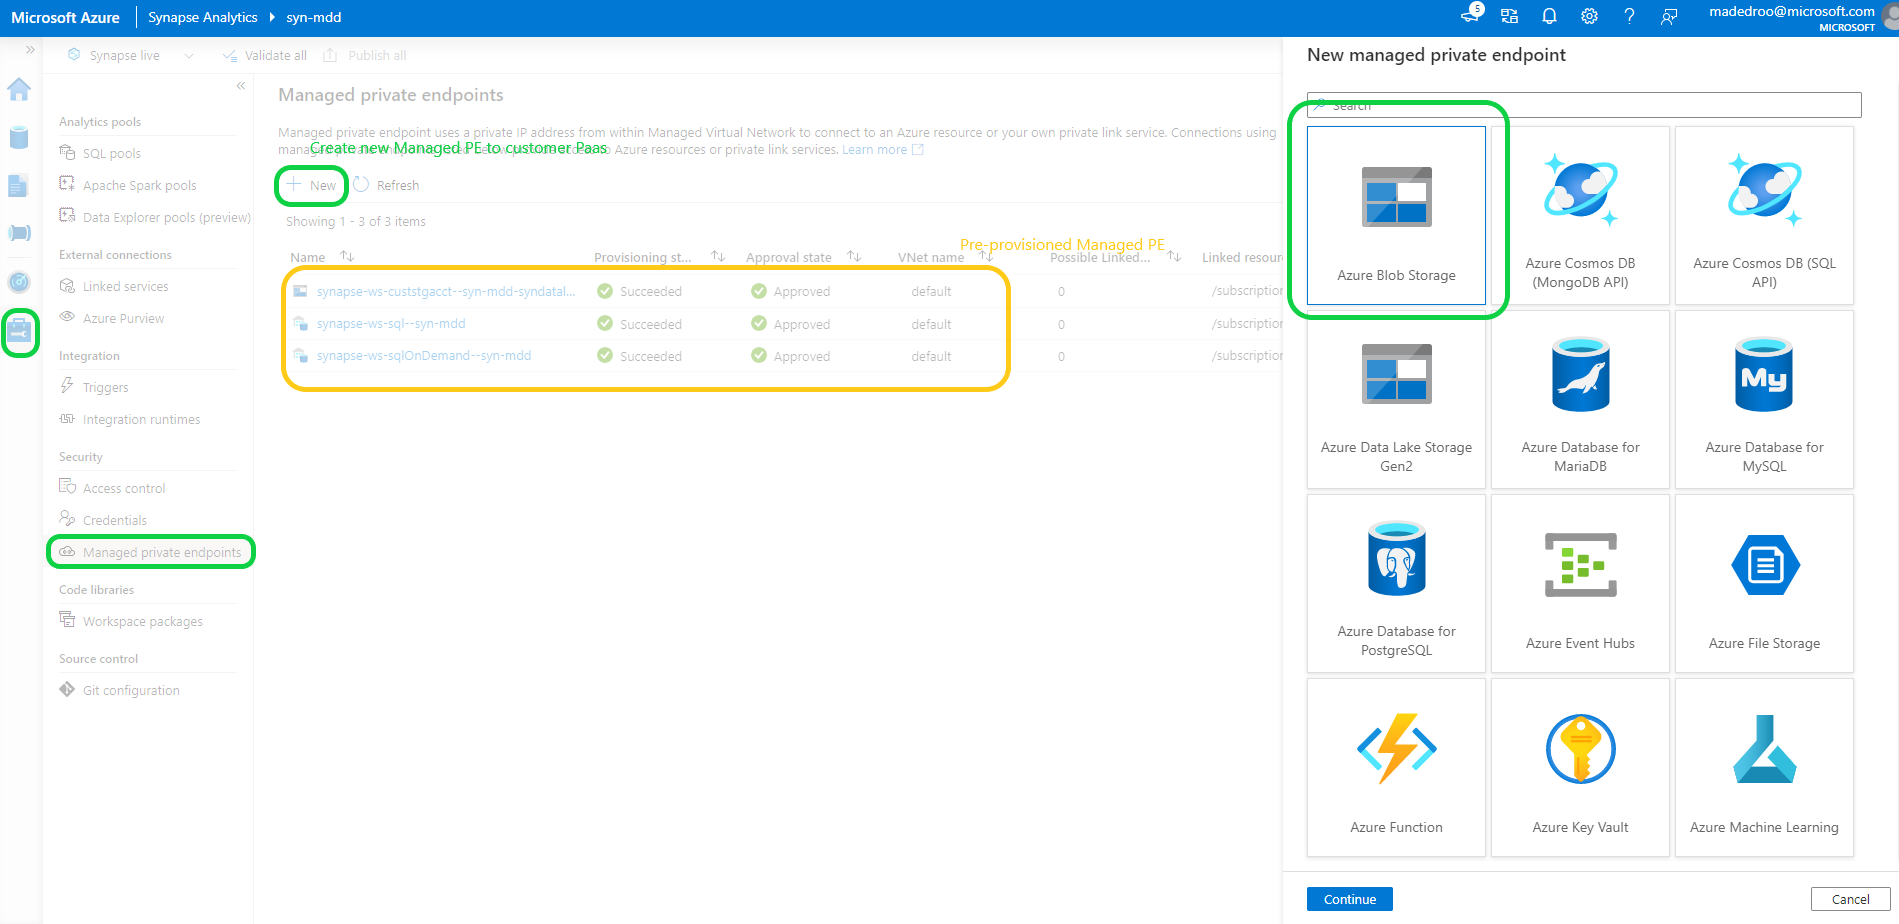 Microsoft Azure
Synapse Analytics
syn-mdd
5
madedroo@microsoft.com
MICROSOFT
Synapse live
Validate all
Publish all
Analytics pools
SQL pools
Apache Spark pools
Data Explorer pools (preview)
External connections
Linked services
Azure Purview
Integration
Triggers
Integration runtimes
Security
Access control
Credentials
Managed private endpoints
Code libraries
Workspace packages
Source control
Git configuration
Managed private endpoints
Managed private endpoint uses a private IP address from within Managed Virtual Network to connect to an Azure resource or your own private link service. Connections using
managed private endpoints listed below provide access to Azure resources or private link services. Learn more
Create new Managed PE to customer Paas
New
Refresh
Showing 1 - 3 of 3 items
Pre-provisioned Managed PE
Name Provisioning st... Approval state VNet name Possible Linked... Linked resour
synapse-ws-custstgacct--syn-mdd-syndatal... Succeeded Approved default 0 /subscription
synapse-ws-sql--syn-mdd Succeeded Approved default 0 /subscription
synapse-ws-sqlOnDemand--syn-mdd Succeeded Approved default 0 /subscription
New managed private endpoint
Search
Azure Blob Storage
Azure Cosmos DB
(MongoDB API)
Azure Cosmos DB (SQL
API)
Azure Data Lake Storage
Gen2
Azure Database for
MariaDB
My
Azure Database for
MySQL
Azure Database for
PostgreSQL
Azure Event Hubs
Azure File Storage
Azure Function
Azure Key Vault
Azure Machine Learning
Continue
Cancel